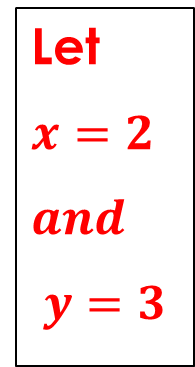 Let
x = 2
and
y = 3